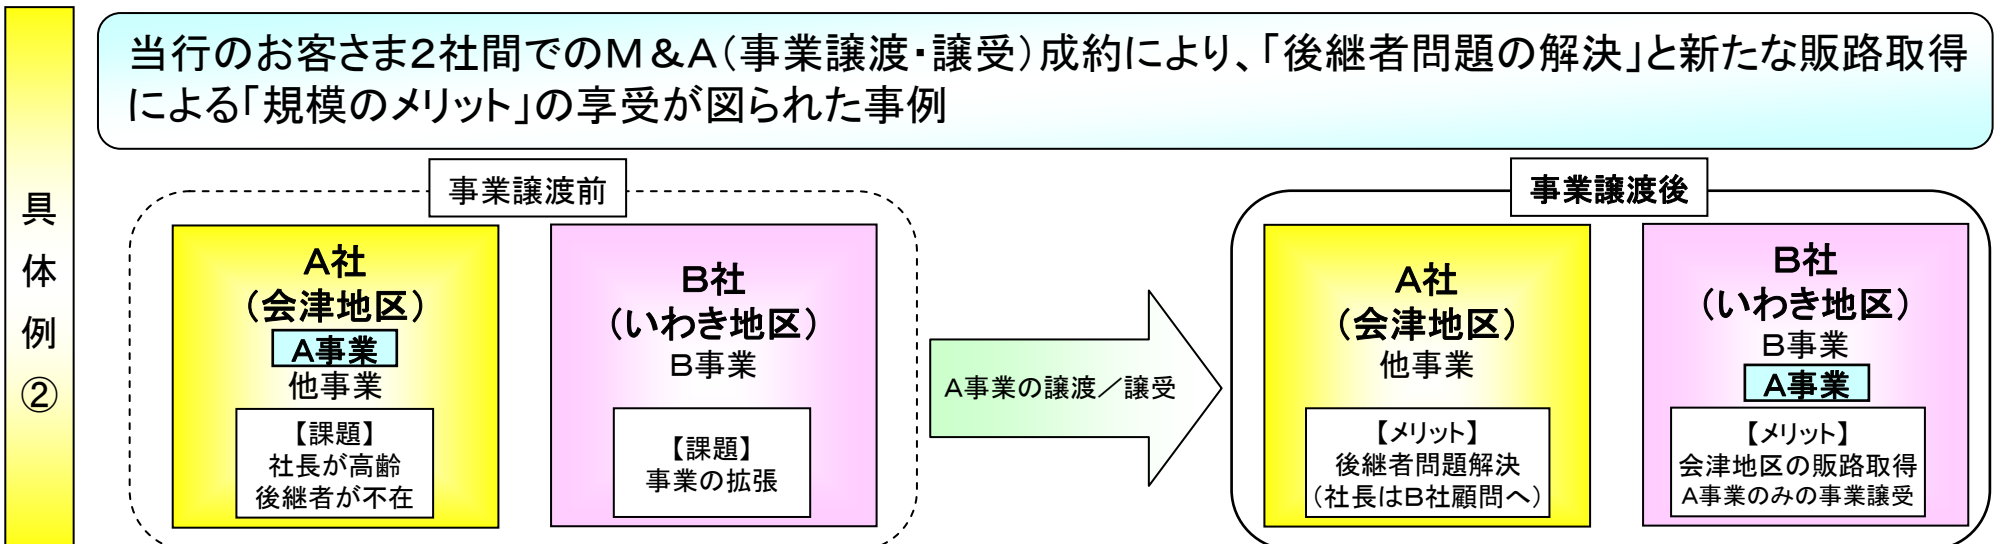 具体例②
当行のお客さま2社間でのM＆A（事業譲渡・譲受）成約により、「後継者問題の解決」と新たな販路取得
による「規模のメリット」の享受が図られた事例
事業譲渡前
A社
（会津地区）
A事業
他事業
【課題】
社長が高齢
後継者が不在
B社
（いわき地区）
B事業
【課題】
事業の拡張
A事業の譲渡／譲受
事業譲渡後
A社
（会津地区）
他事業
【メリット】
後継者問題解決
（社長はB社顧問へ）
B社
（いわき地区）
B事業
A事業
【メリット】
会津地区の販路取得
A事業のみの事業譲受